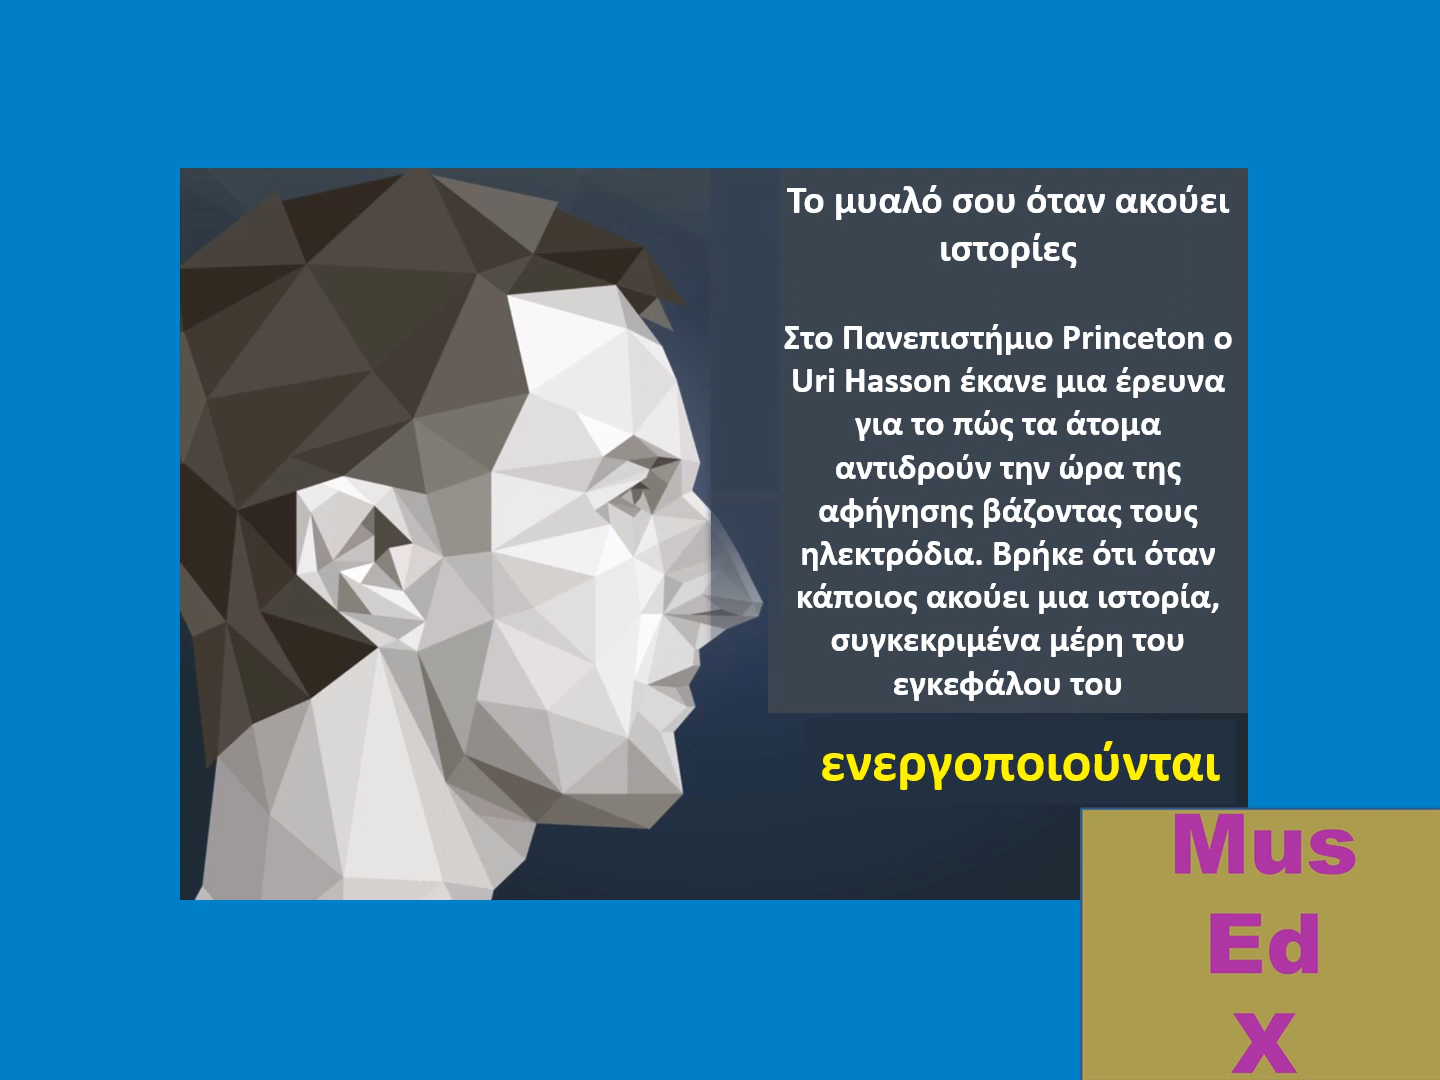 Το μυαλό σου όταν ακούει
ιστορίες
Στο Πανεπιστήμιο Princeton ο
Uri Hasson έκανε μια έρευνα
για το πώς τα άτομα
αντιδρούν την ώρα της
αφήγησης βάζοντας τους
ηλεκτρόδια. Βρήκε ότι όταν
κάποιος ακούει μια ιστορία,
συγκεκριμένα μέρη του
εγκεφάλου του
ενεργοποιούνται
Mus
Ed
X